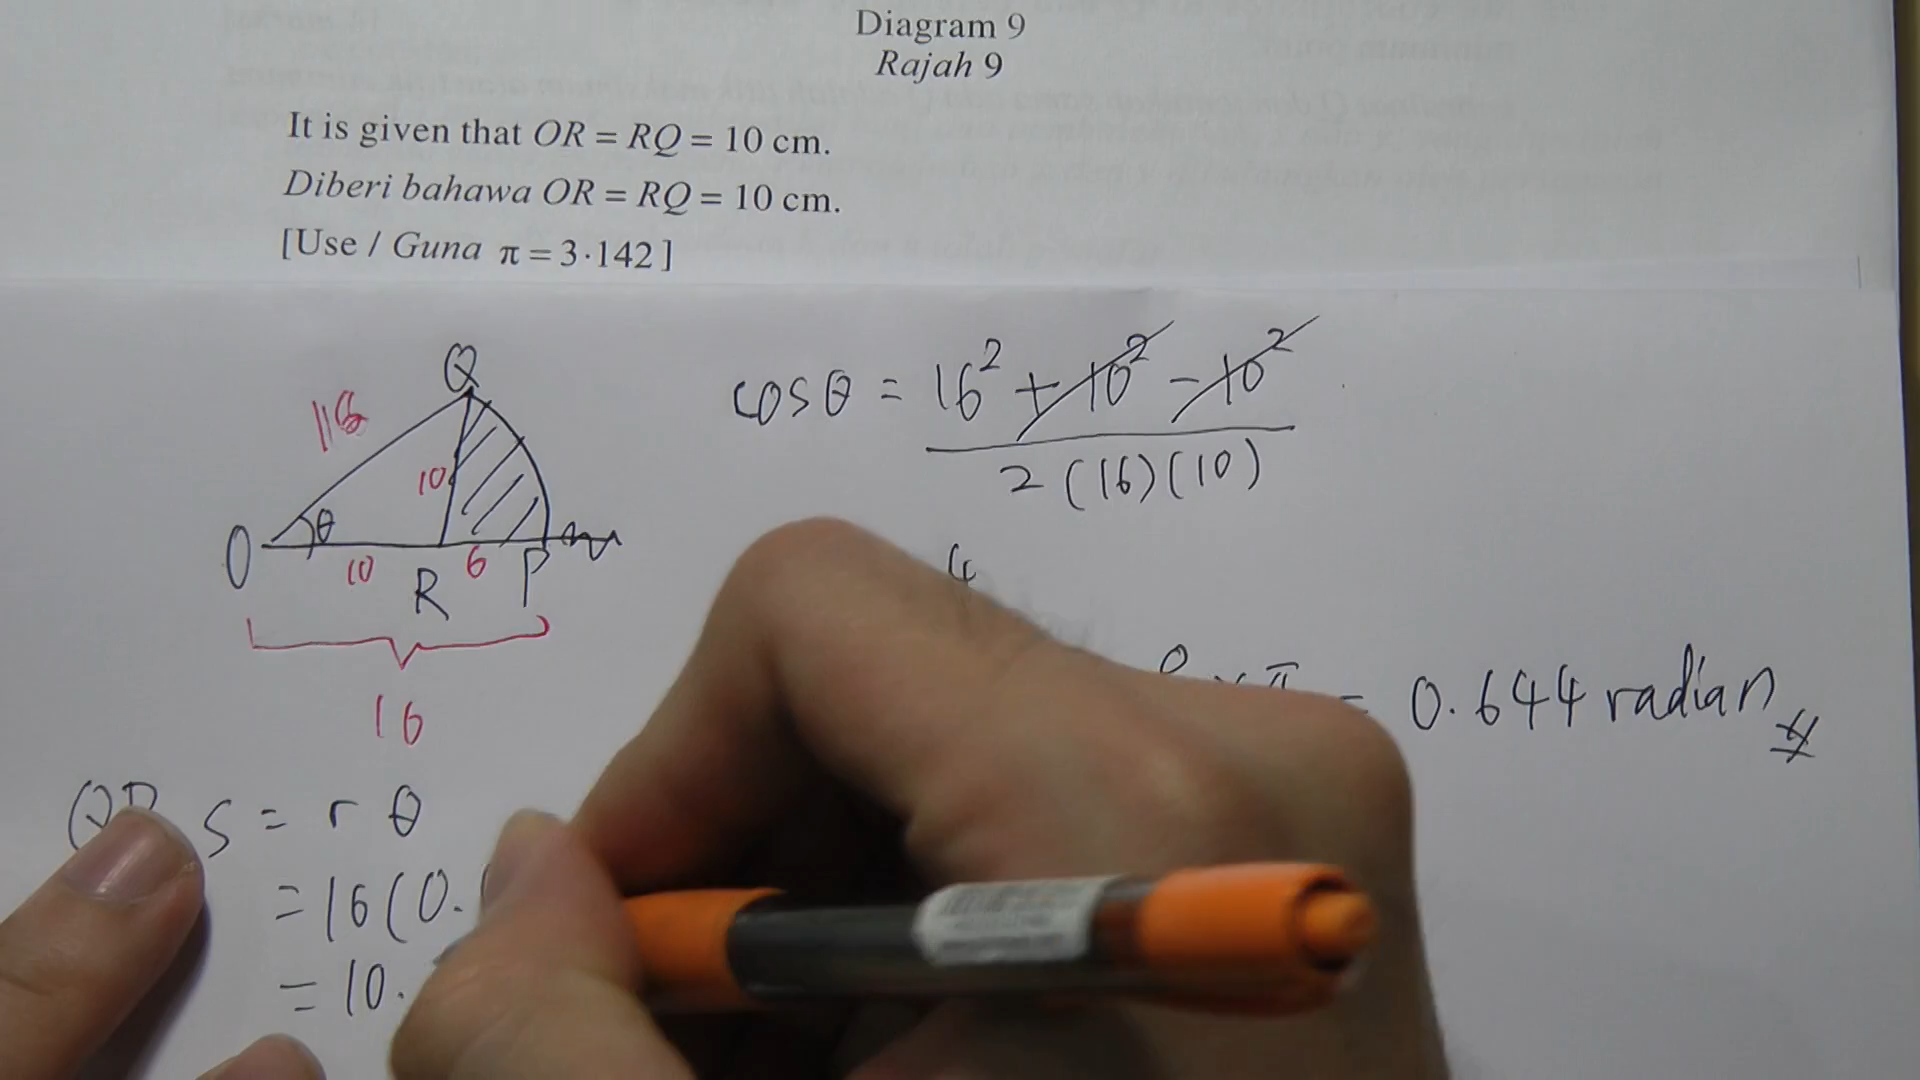 Diagram 9
Rajah 9
It is given that OR = RQ = 10 cm.
Diberi bahawa OR = RQ = 10 cm.
[Use / Guna π = 3·142]
Q
16
10
O
θ
10
R
6
P
16
cos θ = 16² + 10² - 10²
2 (16)(10)
4
π = 0.644 radian
S = r θ
= 16(0.
= 10.